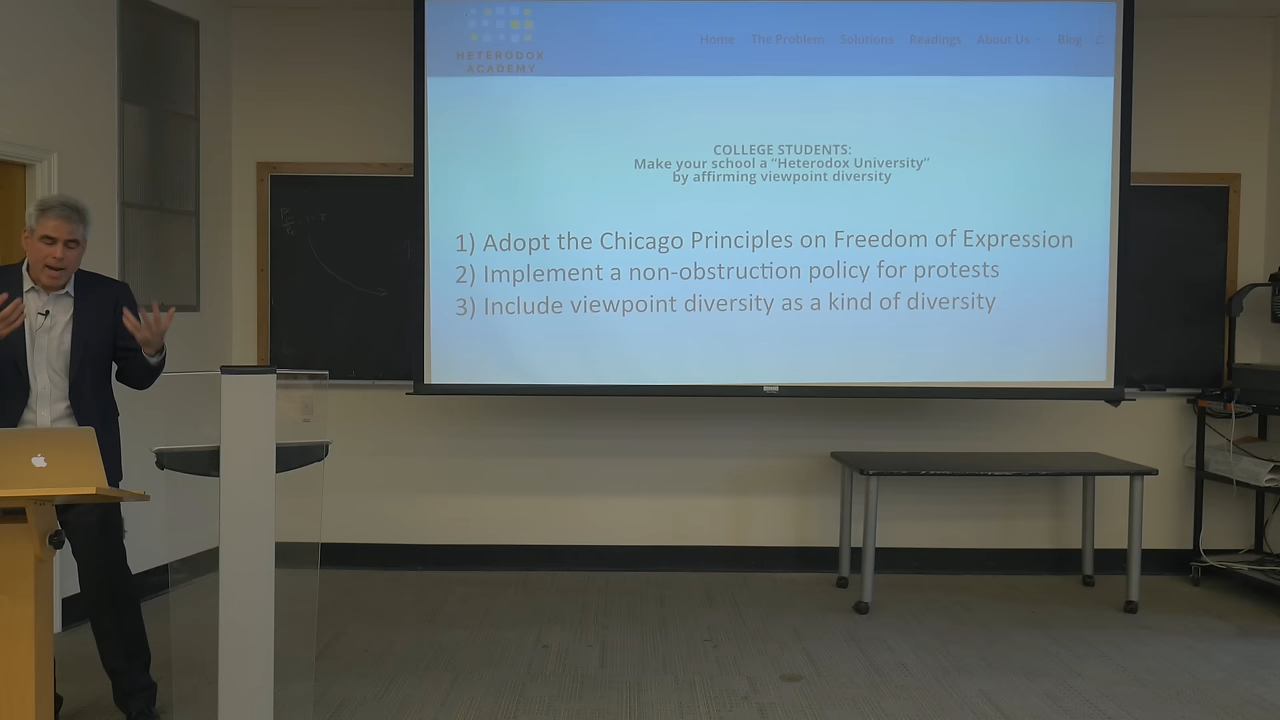 HETERODOX
ACADEMY
Home The Problem Solutions Readings About Us Blog
COLLEGE STUDENTS:
Make your school a “Heterodox University”
by affirming viewpoint diversity
1) Adopt the Chicago Principles on Freedom of Expression
2) Implement a non-obstruction policy for protests
3) Include viewpoint diversity as a kind of diversity